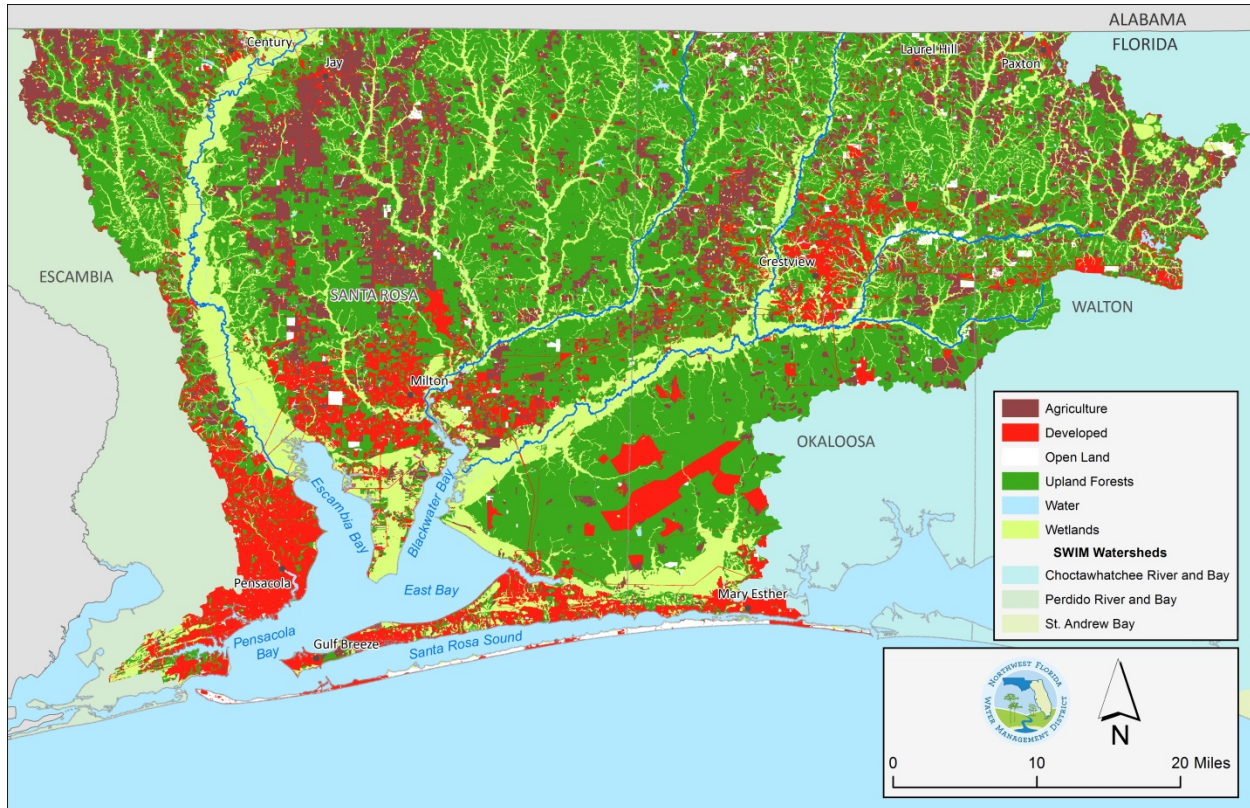 ALABAMA
FLORIDA
Century
Jay
Laurel Hill
Paxton
ESCAMBIA
SANTA ROSA
Crestview
WALTON
Milton
OKALOOSA
Escambia Bay
Blackwater Bay
Pensacola
East Bay
Mary Esther
Pensacola
Bay
Gulf Breeze
Santa Rosa Sound
Agriculture
Developed
Open Land
Upland Forests
Water
Wetlands
SWIM Watersheds
Choctawhatchee River and Bay
Perdido River and Bay
St. Andrew Bay
NORTHWEST FLORIDA
WATER MANAGEMENT DISTRICT
N
0 10 20 Miles